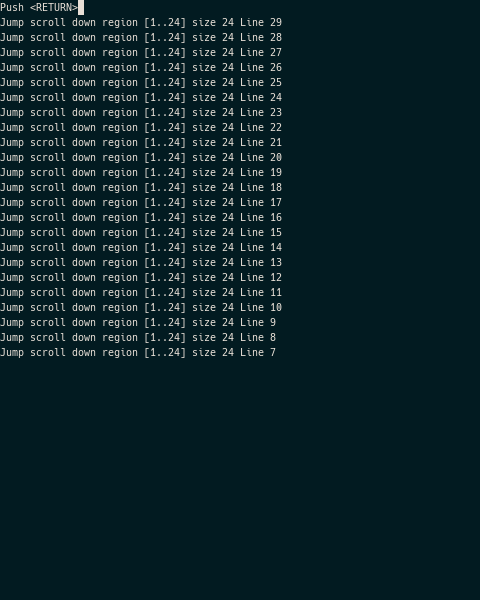 Push <RETURN>
Jump scroll down region [1..24] size 24 Line 29
Jump scroll down region [1..24] size 24 Line 28
Jump scroll down region [1..24] size 24 Line 27
Jump scroll down region [1..24] size 24 Line 26
Jump scroll down region [1..24] size 24 Line 25
Jump scroll down region [1..24] size 24 Line 24
Jump scroll down region [1..24] size 24 Line 23
Jump scroll down region [1..24] size 24 Line 22
Jump scroll down region [1..24] size 24 Line 21
Jump scroll down region [1..24] size 24 Line 20
Jump scroll down region [1..24] size 24 Line 19
Jump scroll down region [1..24] size 24 Line 18
Jump scroll down region [1..24] size 24 Line 17
Jump scroll down region [1..24] size 24 Line 16
Jump scroll down region [1..24] size 24 Line 15
Jump scroll down region [1..24] size 24 Line 14
Jump scroll down region [1..24] size 24 Line 13
Jump scroll down region [1..24] size 24 Line 12
Jump scroll down region [1..24] size 24 Line 11
Jump scroll down region [1..24] size 24 Line 10
Jump scroll down region [1..24] size 24 Line 9
Jump scroll down region [1..24] size 24 Line 8
Jump scroll down region [1..24] size 24 Line 7